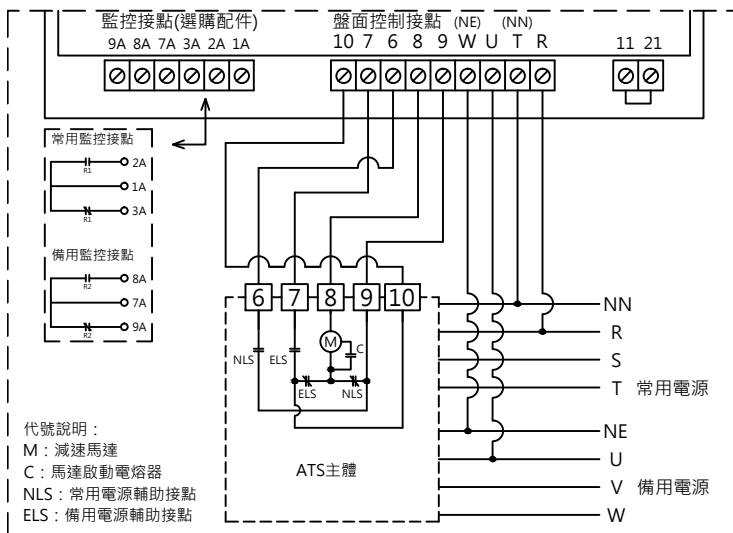 監控接點(選購配件)
9A 8A 7A 3A 2A 1A
盤面控制接點 (NE) (NN)
10 7 6 8 9 W U T R
11 21
常用監控接點
R1 2A
1A
R1 3A
備用監控接點
R2 8A
7A
R2 9A
6 7 8 9 10
M
C
NLS ELS
ELS NLS
ATS主體
NN
R
S
T 常用電源
NE
U
V 備用電源
W
代號說明：
M：減速馬達
C：馬達啟動電熔器
NLS：常用電源輔助接點
ELS：備用電源輔助接點